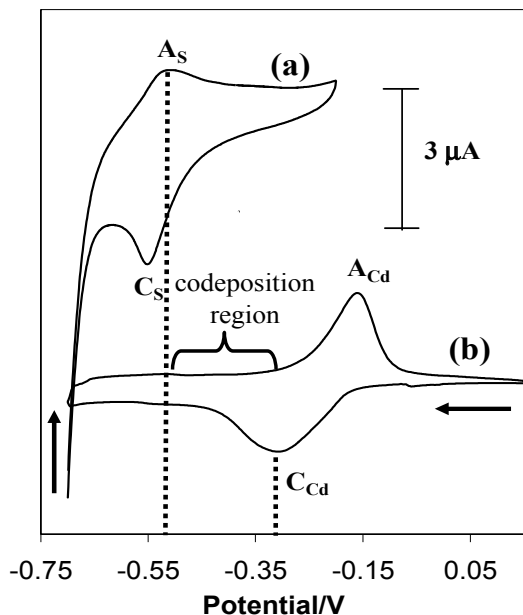 A_S
(a)
3 μA
C_S
codeposition
region
A_Cd
(b)
C_Cd
-0.75 -0.55 -0.35 -0.15 0.05
Potential/V